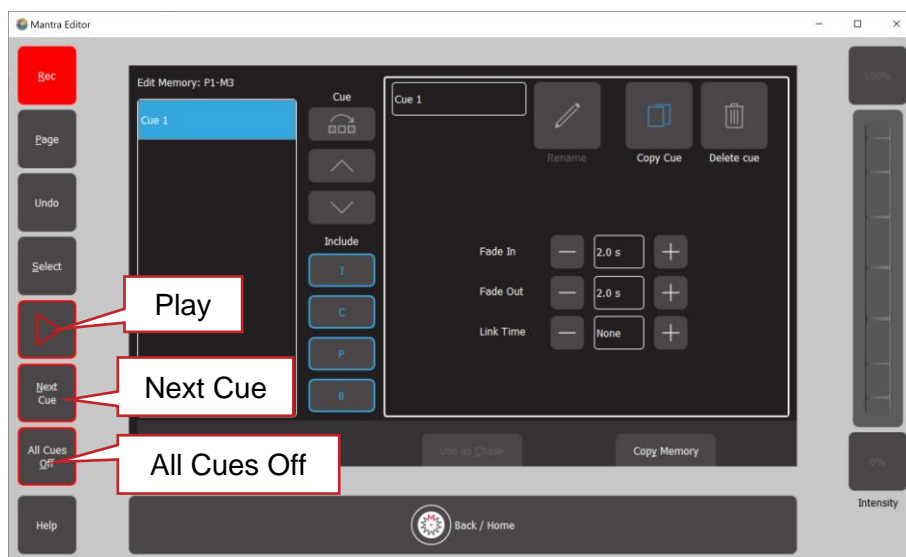 Mantra Editor
Rec
Page
Undo
Select
Play
Next
Cue
Next Cue
All Cues
Off
All Cues Off
Help
Edit Memory: P1-M3
Cue 1
Cue
Include
I
C
P
B
Cue 1
Rename
Copy Cue
Delete cue
Fade In
2.0 s
Fade Out
2.0 s
Link Time
None
Use as Chase
Copy Memory
Back / Home
100%
0%
Intensity